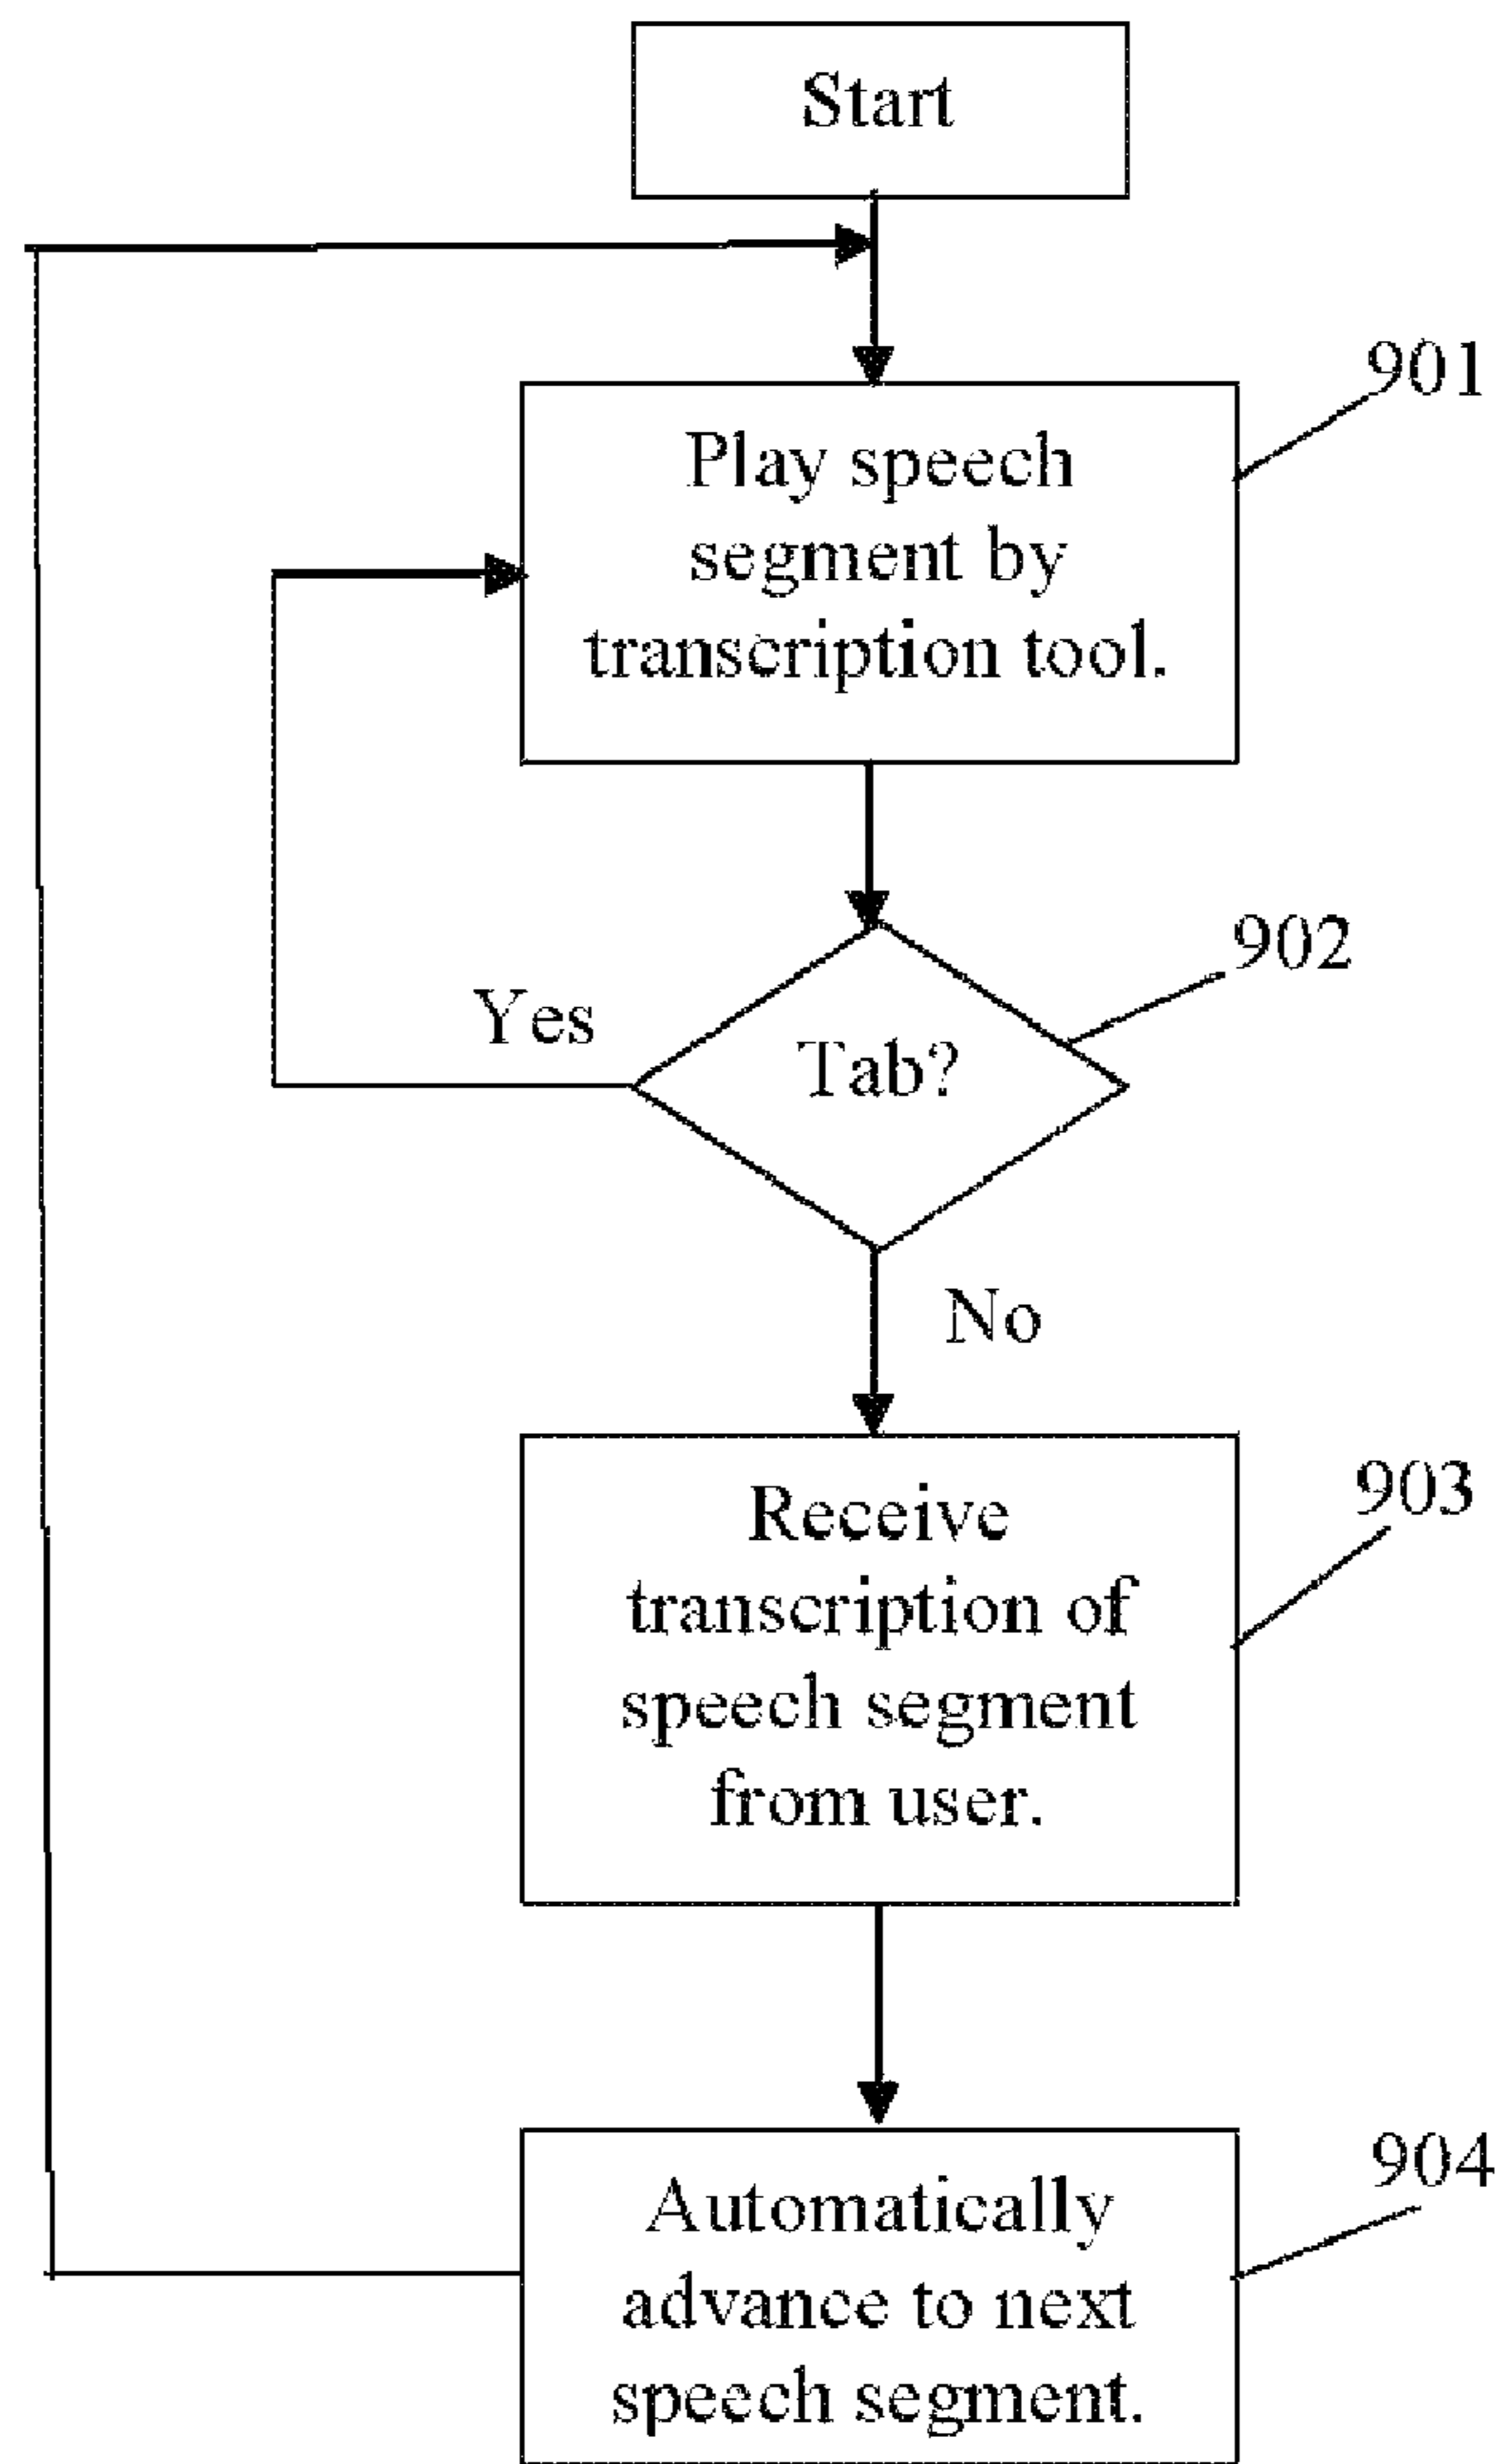 Start
901
Play speech
segment by
transcription tool.
902
Yes
Tab?
No
903
Receive
transcription of
speech segment
from user.
904
Automatically
advance to next
speech segment.